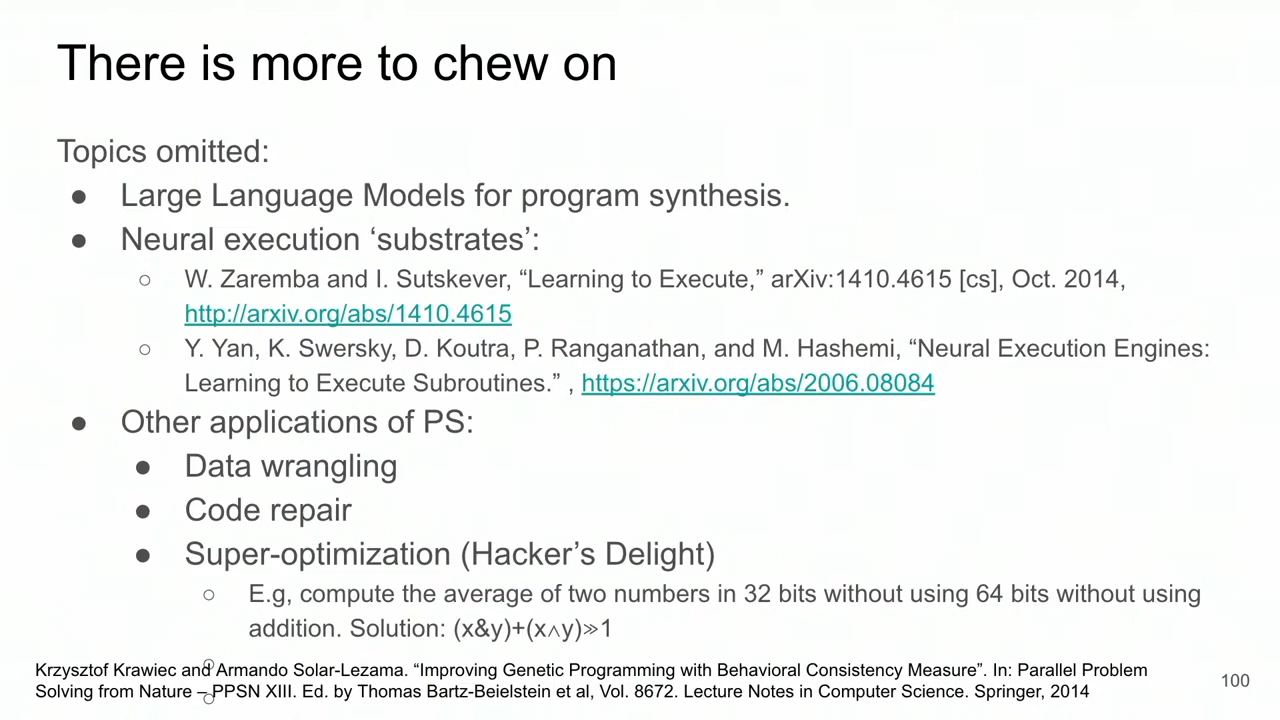 There is more to chew on
Topics omitted:
● Large Language Models for program synthesis.
● Neural execution ‘substrates’:
○ W. Zaremba and I. Sutskever, “Learning to Execute,” arXiv:1410.4615 [cs], Oct. 2014,
http://arxiv.org/abs/1410.4615
○ Y. Yan, K. Swersky, D. Koutra, P. Ranganathan, and M. Hashemi, “Neural Execution Engines:
Learning to Execute Subroutines.” , https://arxiv.org/abs/2006.08084
● Other applications of PS:
● Data wrangling
● Code repair
● Super-optimization (Hacker’s Delight)
○ E.g, compute the average of two numbers in 32 bits without using 64 bits without using
addition. Solution: (x&y)+(x∧y)≫1
Krzysztof Krawiec and Armando Solar-Lezama. “Improving Genetic Programming with Behavioral Consistency Measure”. In: Parallel Problem
Solving from Nature – PPSN XIII. Ed. by Thomas Bartz-Beielstein et al, Vol. 8672. Lecture Notes in Computer Science. Springer, 2014
100